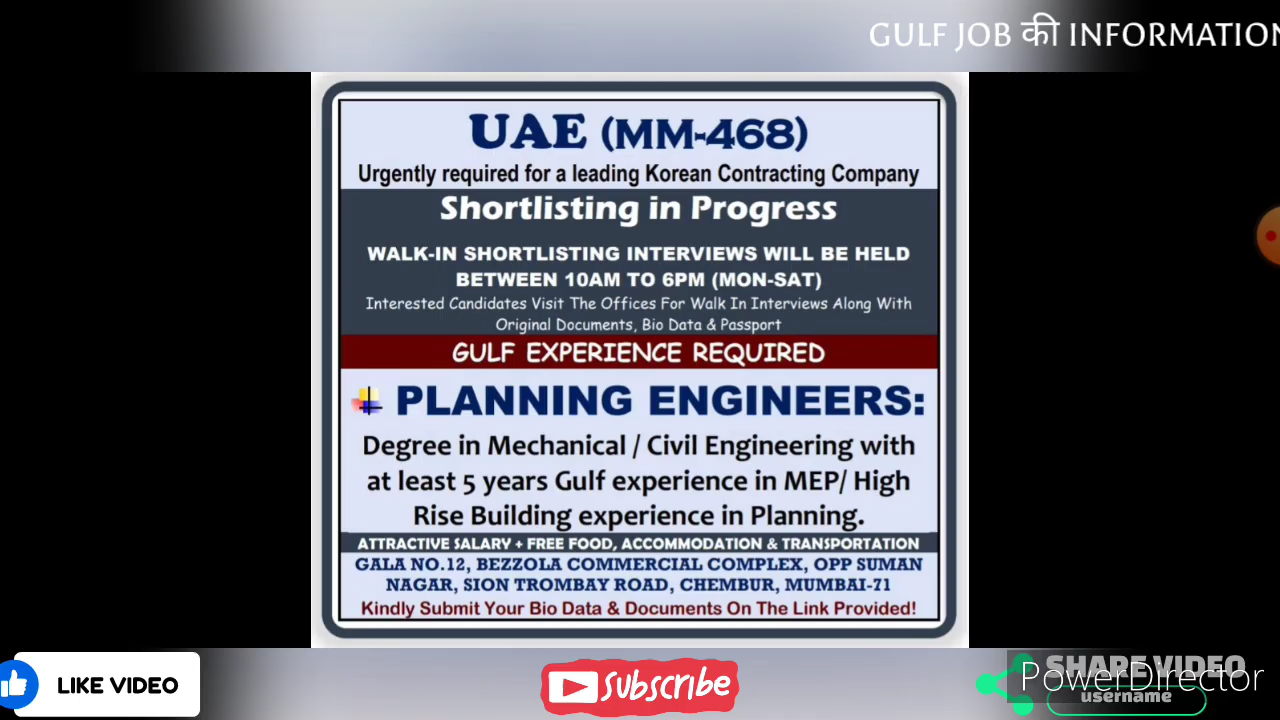 GULF JOB की INFORMATION
UAE (MM-468)
Urgently required for a leading Korean Contracting Company
Shortlisting in Progress
WALK-IN SHORTLISTING INTERVIEWS WILL BE HELD
BETWEEN 10AM TO 6PM (MON-SAT)
Interested Candidates Visit The Offices For Walk In Interviews Along With
Original Documents, Bio Data & Passport
GULF EXPERIENCE REQUIRED
PLANNING ENGINEERS:
Degree in Mechanical / Civil Engineering with
at least 5 years Gulf experience in MEP/ High
Rise Building experience in Planning.
ATTRACTIVE SALARY + FREE FOOD, ACCOMMODATION & TRANSPORTATION
GALA NO.12, BEZZOLA COMMERCIAL COMPLEX, OPP SUMAN
NAGAR, SION TROMBAY ROAD, CHEMBUR, MUMBAI-71
Kindly Submit Your Bio Data & Documents On The Link Provided!
LIKE VIDEO
Subscribe
SHARE VIDEO
PowerDirector
username